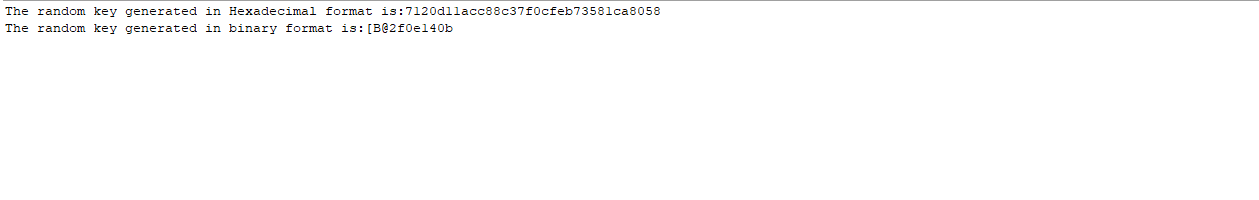 The random key generated in Hexadecimal format is:7120d11acc88c37f0cfeb73581ca8058
The random key generated in binary format is:[B@2f0e140b